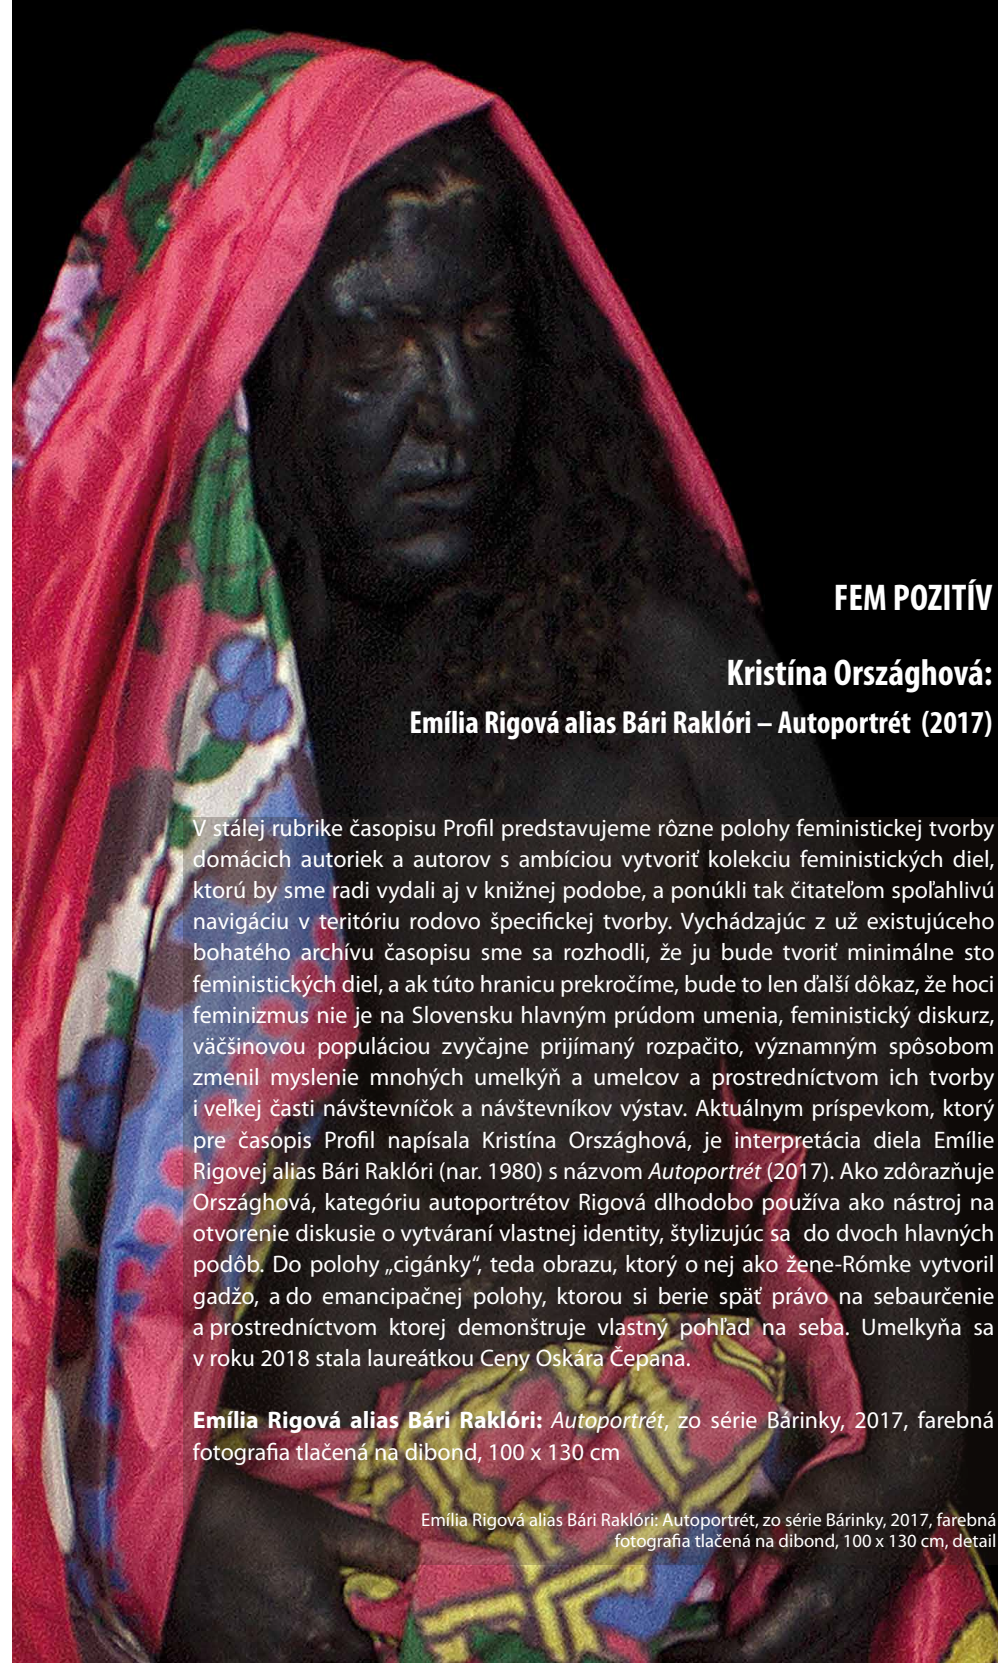 FEM POZITÍV
Kristína Országhová:
Emília Rigová alias Bári Raklóri – Autoportrét (2017)
V stálej rubrike časopisu Profil predstavujeme rôzne polohy feministickej tvorby
domácich autoriek a autorov s ambíciou vytvoriť kolekciu feministických diel,
ktorú by sme radi vydali aj v knižnej podobe, a ponúkli tak čitateľom spoľahlivú
navigáciu v teritóriu rodovo špecifickej tvorby. Vychádzajúc z už existujúceho
bohatého archívu časopisu sme sa rozhodli, že ju bude tvoriť minimálne sto
feministických diel, a ak túto hranicu prekročíme, bude to len ďalší dôkaz, že hoci
feminizmus nie je na Slovensku hlavným prúdom umenia, feministický diskurz,
väčšinovou populáciou zvyčajne prijímaný rozpačito, významným spôsobom
zmenil myslenie mnohých umelkýň a umelcov a prostredníctvom ich tvorby
i veľkej časti návštevníčok a návštevníkov výstav. Aktuálnym príspevkom, ktorý
pre časopis Profil napísala Kristína Országhová, je interpretácia diela Emílie
Rigovej alias Bári Raklóri (nar. 1980) s názvom Autoportrét (2017). Ako zdôrazňuje
Országhová, kategóriu autoportrétov Rigová dlhodobo používa ako nástroj na
otvorenie diskusie o vytváraní vlastnej identity, štylizujúc sa do dvoch hlavných
podôb. Do polohy „cigánky“, teda obrazu, ktorý o nej ako žene-Rómke vytvoril
gadžo, a do emancipačnej polohy, ktorou si berie späť právo na sebaurčenie
a prostredníctvom ktorej demonštruje vlastný pohľad na seba. Umelkyňa sa
v roku 2018 stala laureátkou Ceny Oskára Čepana.
Emília Rigová alias Bári Raklóri: Autoportrét, zo série Bárinky, 2017, farebná
fotografia tlačená na dibond, 100 x 130 cm
Emília Rigová alias Bári Raklóri: Autoportrét, zo série Bárinky, 2017, farebná
fotografia tlačená na dibond, 100 x 130 cm, detail